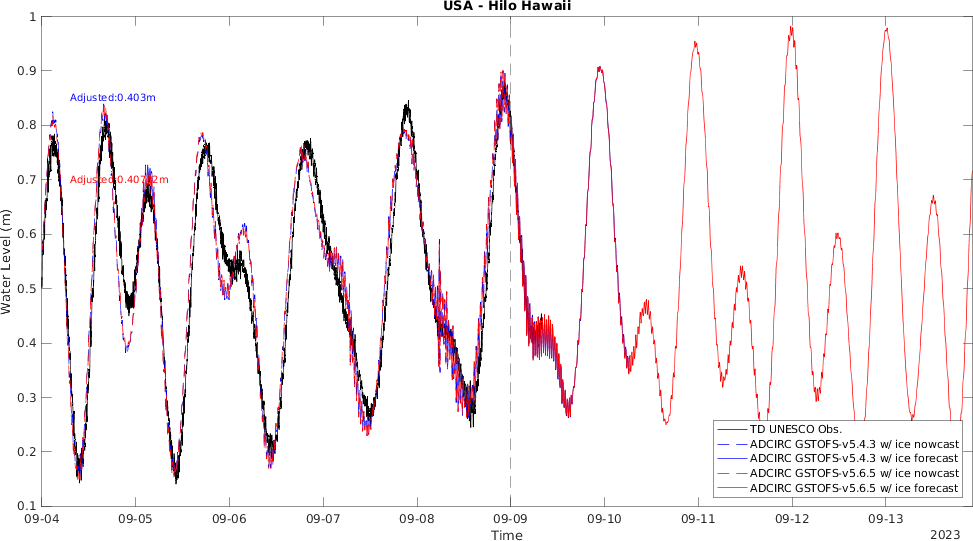 USA - Hilo Hawaii
1
0.9
0.8
0.7
0.6
0.5
0.4
0.3
0.2
0.1
Water Level (m)
Adjusted:0.403m
TD UNESCO Obs.
ADCIRC GSTOFS-v5.4.3 w/ ice nowcast
ADCIRC GSTOFS-v5.4.3 w/ ice forecast
ADCIRC GSTOFS-v5.6.5 w/ ice nowcast
ADCIRC GSTOFS-v5.6.5 w/ ice forecast
09-04 09-05 09-06 09-07 09-08 09-09 09-10 09-11 09-12 09-13
Time
2023